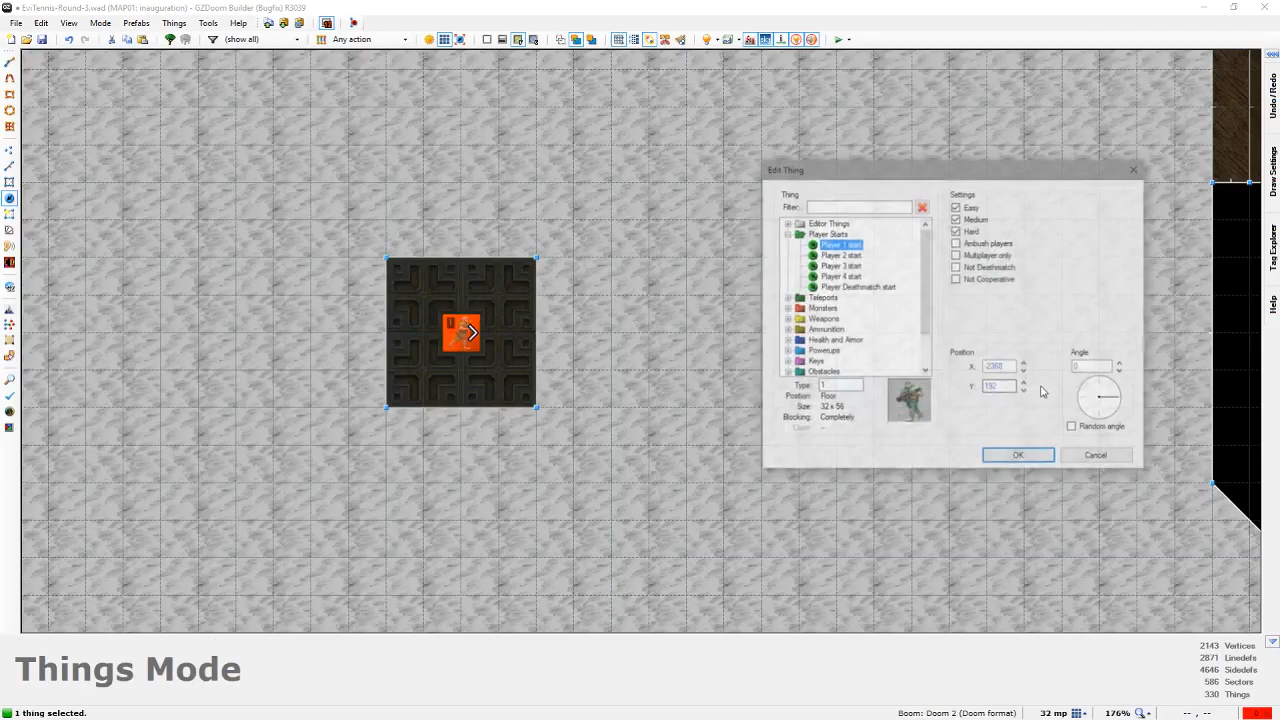 EviTennis-Round-3.wad (MAP01: inauguration) - GZDoom Builder (Bugfix) R3039
File Edit View Mode Prefabs Things Tools Help
(show all) Any action
Undo / Redo
Draw Settings
Tag Explorer
Help
Edit Thing
Thing
Filter:
Editor Things
Player Starts
Player 1 start
Player 2 start
Player 3 start
Player 4 start
Player Deathmatch start
Teleports
Monsters
Weapons
Ammunition
Health and Armor
Powerups
Keys
Obstacles
Type: 1
Position: Floor
Size: 32 x 56
Blocking: Completely
Settings
Easy
Medium
Hard
Ambush players
Multiplayer only
Not Deathmatch
Not Cooperative
Position
X: -2368
Y: 192
Angle
0
Random angle
OK Cancel
1
Things Mode
2143 Vertices
2871 Linedefs
4646 Sidedefs
586 Sectors
330 Things
1 thing selected.
Boom: Doom 2 (Doom format) 32 mp 176% -- , -- 0